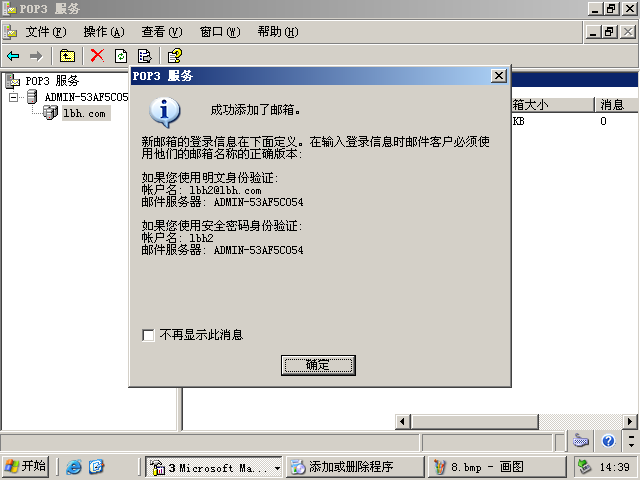 POP3 服务
文件(F) 操作(A) 查看(V) 窗口(W) 帮助(H)
POP3 服务
ADMIN-53AF5C05
lbh.com
箱大小 消息
KB 0
POP3 服务
成功添加了邮箱。
新邮箱的登录信息在下面定义。在输入登录信息时邮件客户必须使
用他们的邮箱名称的正确版本:
如果您使用明文身份验证:
帐户名: lbh2@lbh.com
邮件服务器: ADMIN-53AF5C054
如果您使用安全密码身份验证:
帐户名: lbh2
邮件服务器: ADMIN-53AF5C054
不再显示此消息
确定
开始
3 Microsoft Ma...
添加或删除程序
8.bmp - 画图
14:39